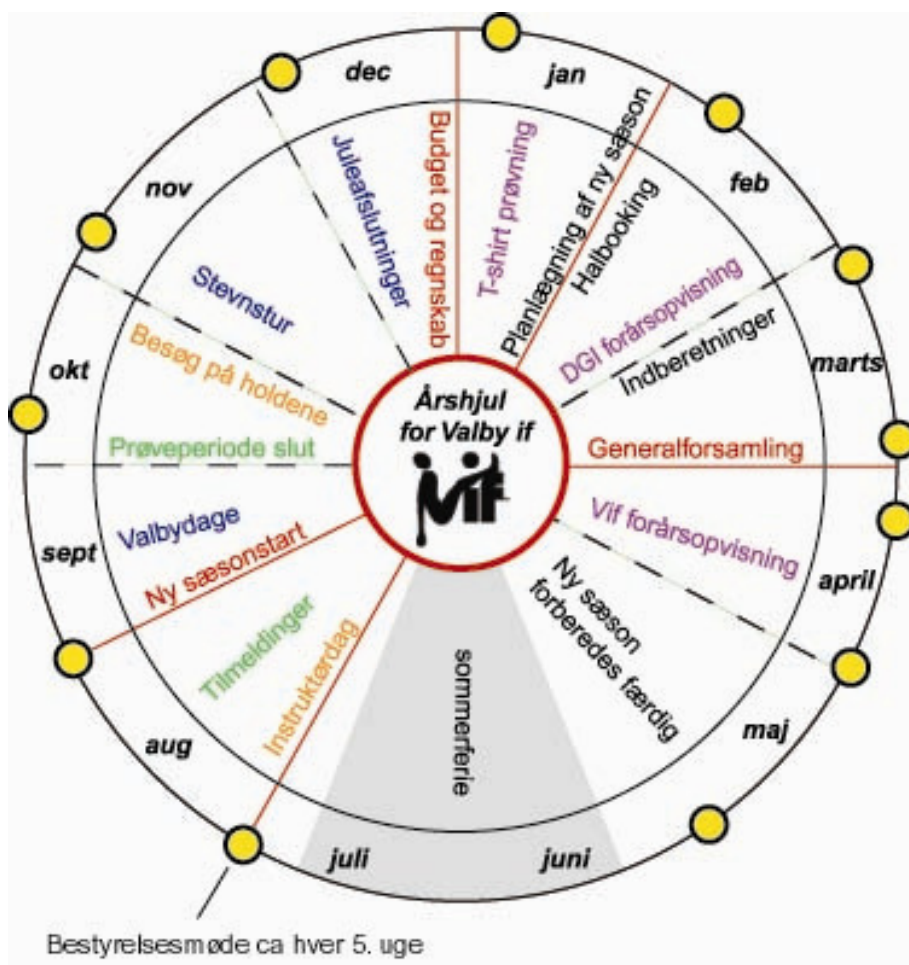 dec
jan
feb
marts
april
maj
juni
juli
aug
sept
okt
nov
Budget og regnskab
T-shirt prøvning
Planlægning af ny sæson
Halbooking
DGI forårsopvisning
Indberetninger
Generalforsamling
Vif forårsopvisning
Ny sæson
forberedes færdig
sommerferie
Instruktørdag
Tilmeldinger
Ny sæsonstart
Valbydage
Prøveperiode slut
Besøg på holdene
Stevnstur
Juleafslutninger
Årshjul
for Valby if
Vif
Bestyrelsesmøde ca hver 5. uge